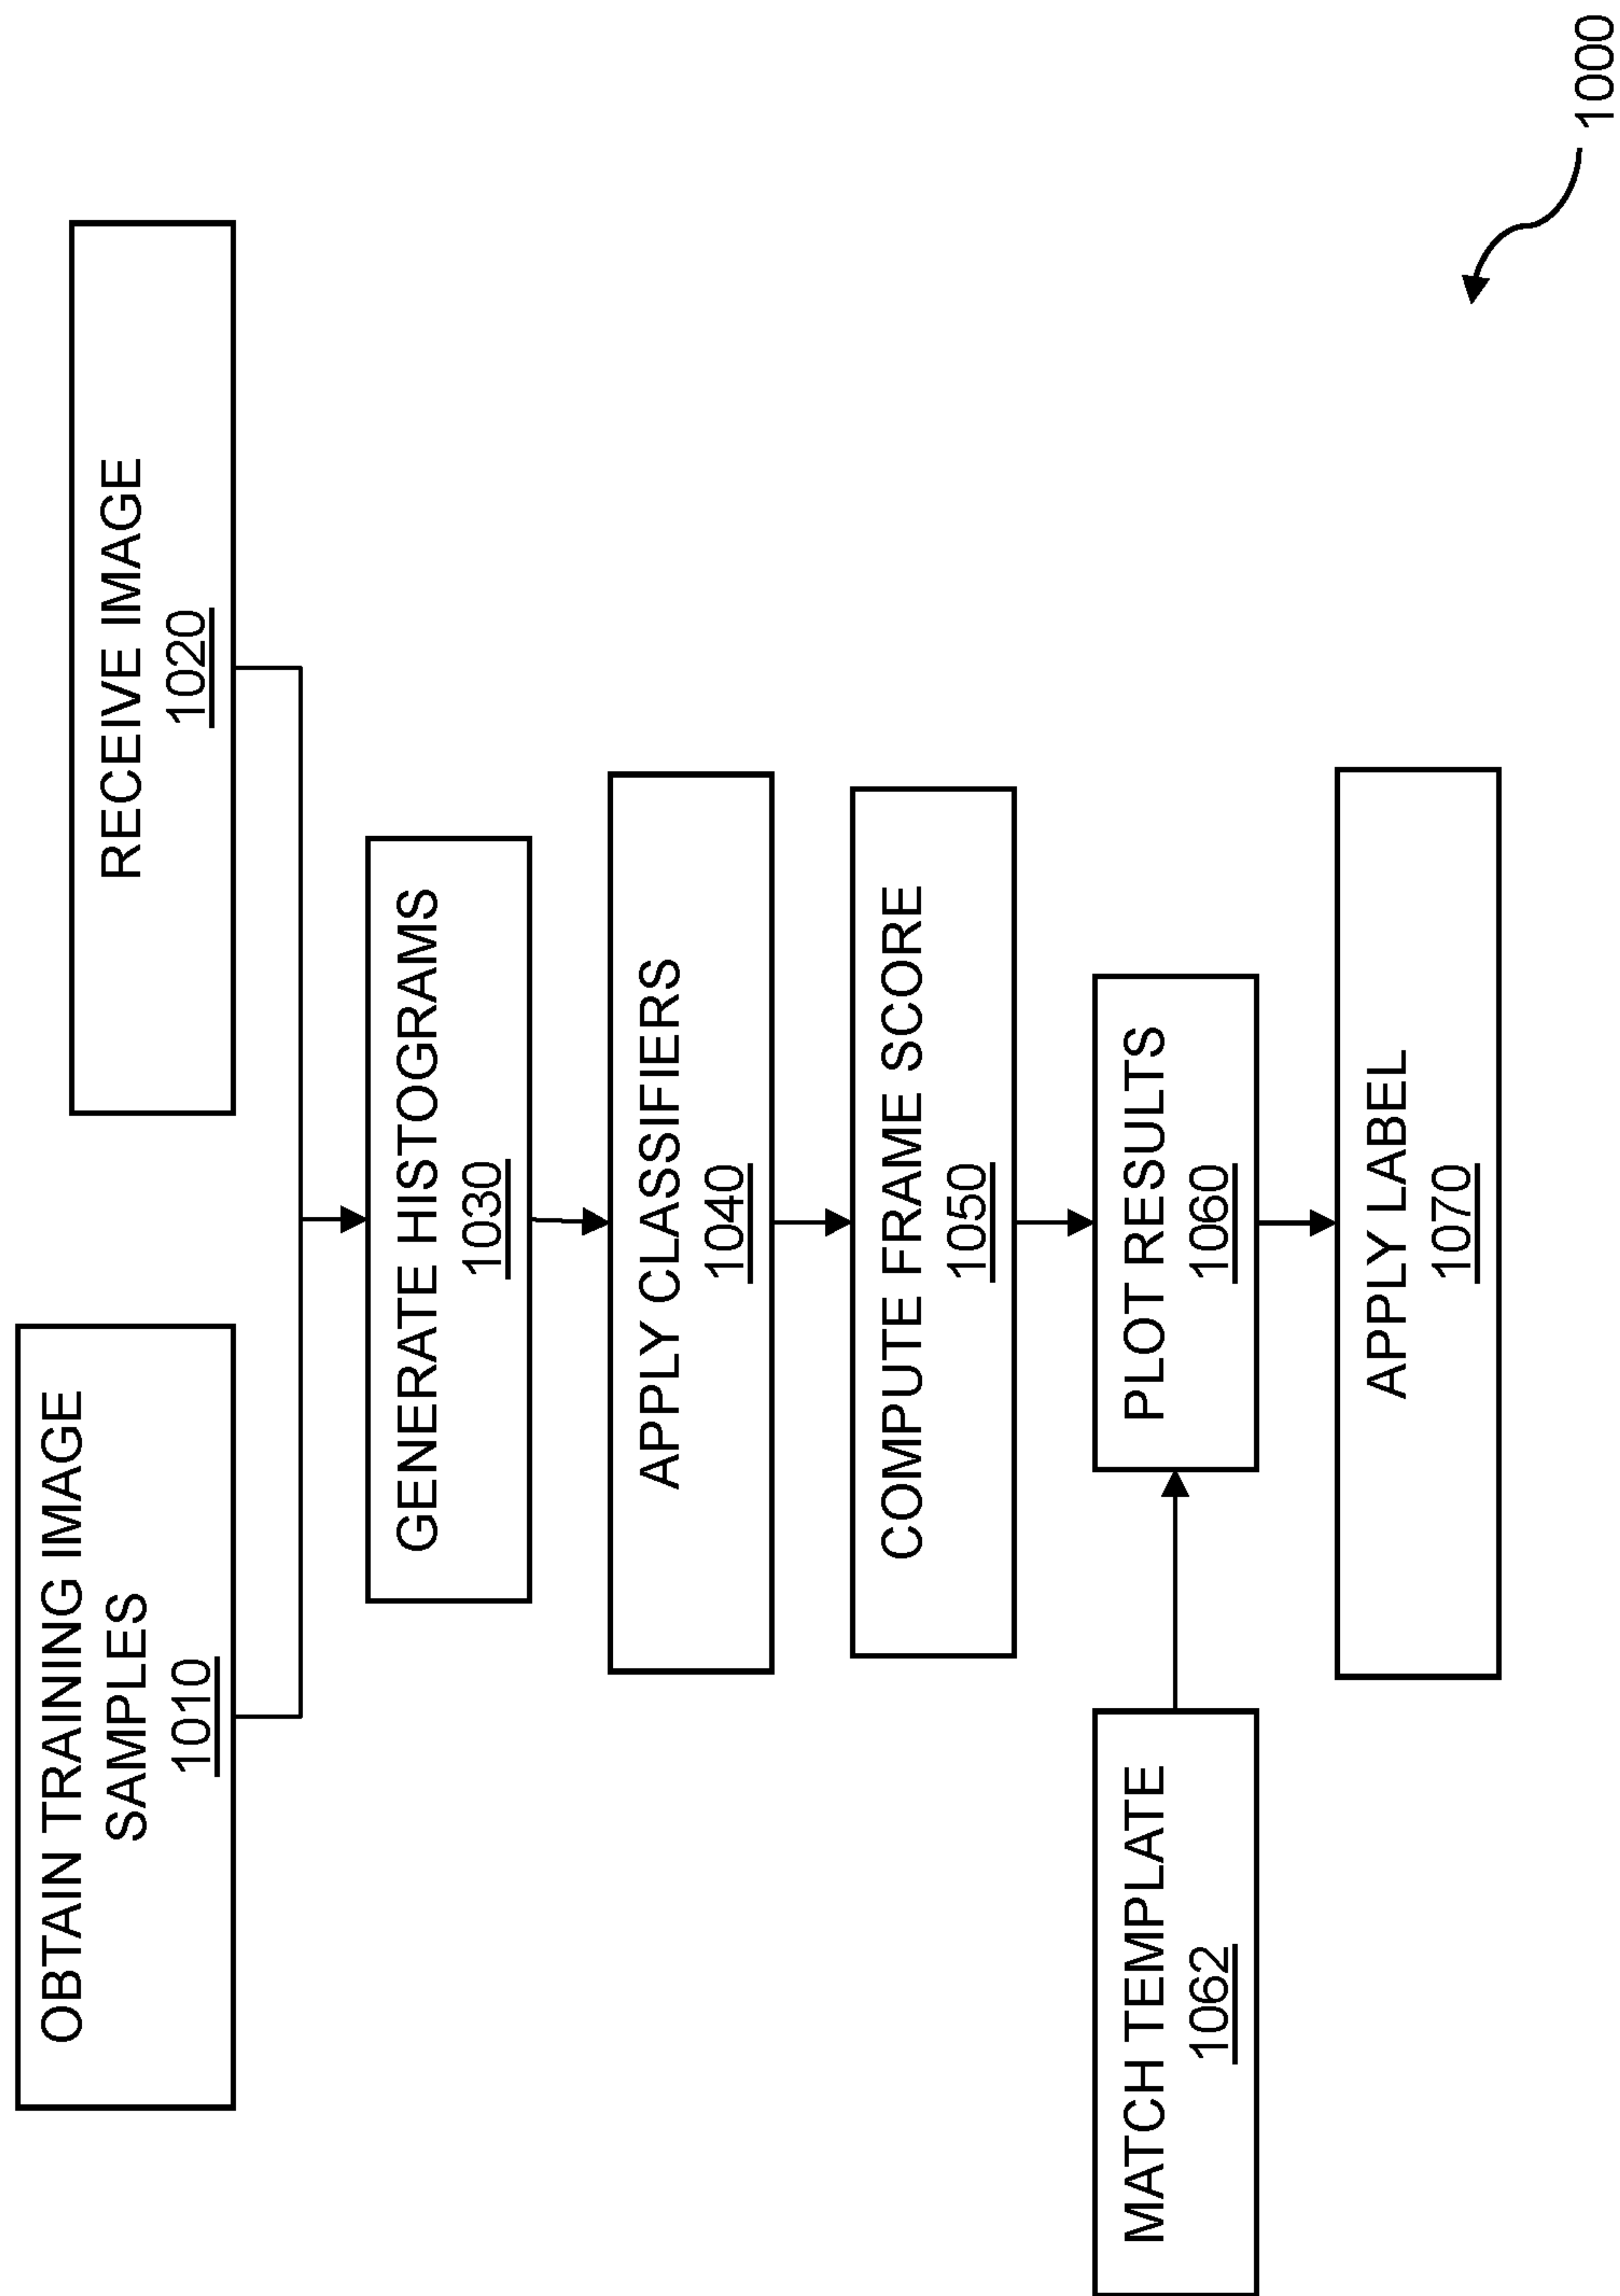 OBTAIN TRAINING IMAGE
SAMPLES
1010
RECEIVE IMAGE
1020
GENERATE HISTOGRAMS
1030
APPLY CLASSIFIERS
1040
COMPUTE FRAME SCORE
1050
MATCH TEMPLATE
1062
PLOT RESULTS
1060
APPLY LABEL
1070
1000